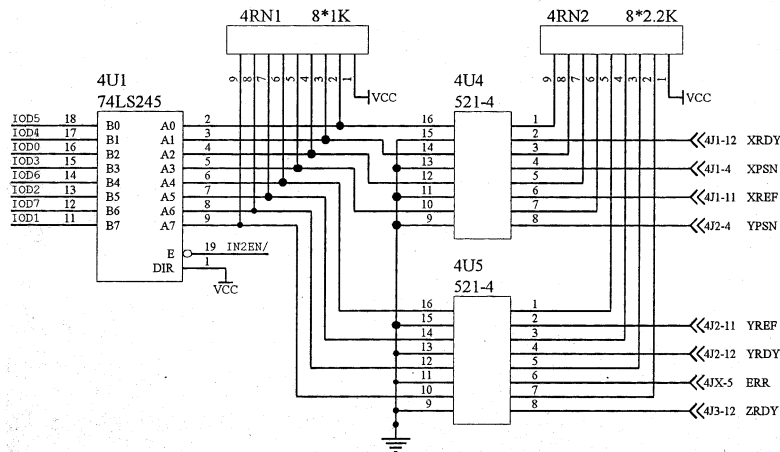 4RN1 8*1K
4RN2 8*2.2K
9 8 7 6 5 4 3 2 1
VCC
9 8 7 6 5 4 3 2 1
VCC
4U1
74LS245
IOD5 18 B0 A0 2
IOD4 17 B1 A1 3
IOD0 16 B2 A2 4
IOD3 15 B3 A3 5
IOD6 14 B4 A4 6
IOD2 13 B5 A5 7
IOD7 12 B6 A6 8
IOD1 11 B7 A7 9
E 19 IN2EN/
DIR 1
VCC
4U4
521-4
16 1
15 2 4J1-12 XRDY
14 3
13 4 4J1-4 XPSN
12 5
11 6 4J1-11 XREF
10 7
9 8 4J2-4 YPSN
4U5
521-4
16 1
15 2 4J2-11 YREF
14 3
13 4 4J2-12 YRDY
12 5
11 6 4JX-5 ERR
10 7
9 8 4J3-12 ZRDY